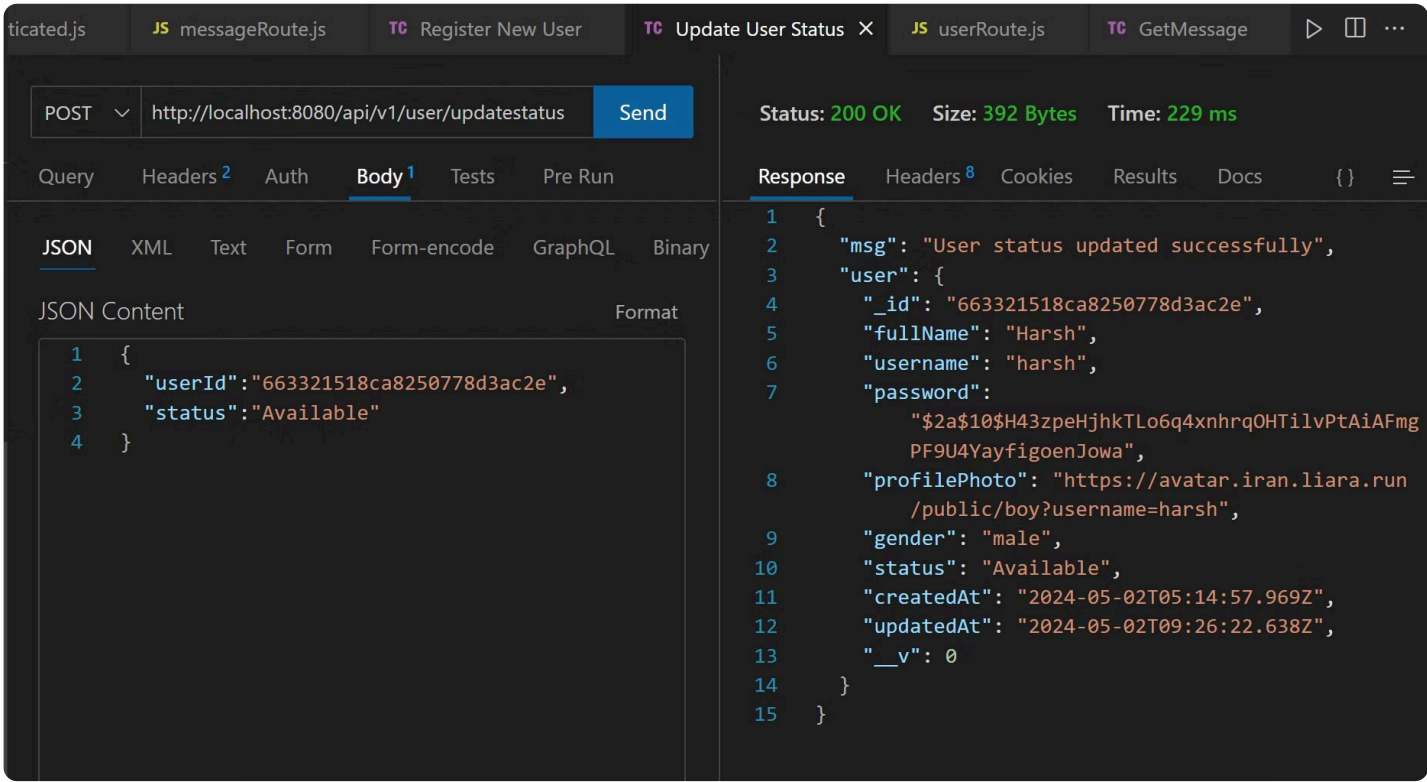 ticated.js JS messageRoute.js TC Register New User TC Update User Status JS userRoute.js TC GetMessage
POST http://localhost:8080/api/v1/user/updatestatus Send
Query Headers 2 Auth Body 1 Tests Pre Run
JSON XML Text Form Form-encode GraphQL Binary
JSON Content Format
1 {
2 "userId":"663321518ca8250778d3ac2e",
3 "status":"Available"
4 }
Status: 200 OK Size: 392 Bytes Time: 229 ms
Response Headers 8 Cookies Results Docs { }
1 {
2 "msg": "User status updated successfully",
3 "user": {
4 "_id": "663321518ca8250778d3ac2e",
5 "fullName": "Harsh",
6 "username": "harsh",
7 "password":
"$2a$10$H43zpeHjhkTLo6q4xnhrqOHTilvPtAiAFmg
PF9U4YayfigoenJowa",
8 "profilePhoto": "https://avatar.iran.liara.run
/public/boy?username=harsh",
9 "gender": "male",
10 "status": "Available",
11 "createdAt": "2024-05-02T05:14:57.969Z",
12 "updatedAt": "2024-05-02T09:26:22.638Z",
13 "__v": 0
14 }
15 }